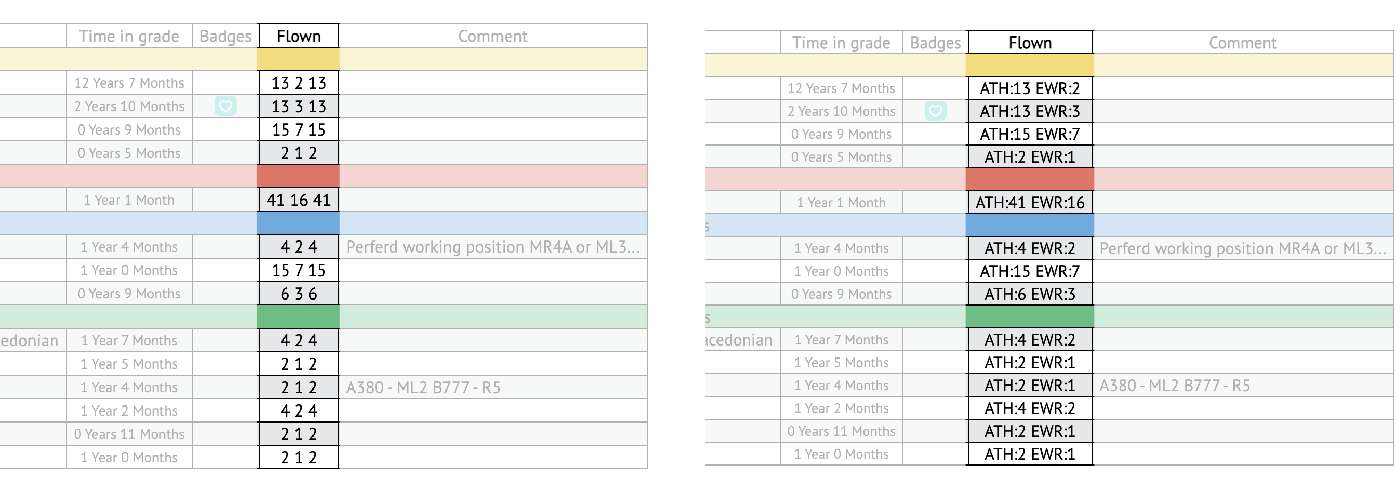 Time in grade Badges Flown Comment
12 Years 7 Months 13 2 13
2 Years 10 Months 13 3 13
0 Years 9 Months 15 7 15
0 Years 5 Months 2 1 2
1 Year 1 Month 41 16 41
1 Year 4 Months 4 2 4 Perferd working position MR4A or ML3...
1 Year 0 Months 15 7 15
0 Years 9 Months 6 3 6
edonian 1 Year 7 Months 4 2 4
1 Year 5 Months 2 1 2
1 Year 4 Months 2 1 2 A380 - ML2 B777 - R5
1 Year 2 Months 4 2 4
0 Years 11 Months 2 1 2
1 Year 0 Months 2 1 2
Time in grade Badges Flown Comment
12 Years 7 Months ATH:13 EWR:2
2 Years 10 Months ATH:13 EWR:3
0 Years 9 Months ATH:15 EWR:7
0 Years 5 Months ATH:2 EWR:1
1 Year 1 Month ATH:41 EWR:16
s
1 Year 4 Months ATH:4 EWR:2 Perferd working position MR4A or ML3...
1 Year 0 Months ATH:15 EWR:7
0 Years 9 Months ATH:6 EWR:3
s
acedonian 1 Year 7 Months ATH:4 EWR:2
1 Year 5 Months ATH:2 EWR:1
1 Year 4 Months ATH:2 EWR:1 A380 - ML2 B777 - R5
1 Year 2 Months ATH:4 EWR:2
0 Years 11 Months ATH:2 EWR:1
1 Year 0 Months ATH:2 EWR:1